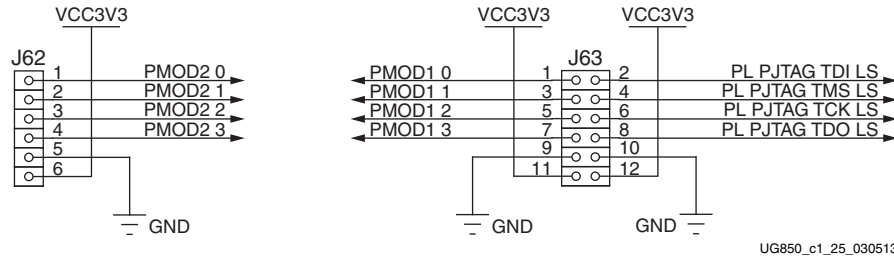 VCC3V3 VCC3V3 VCC3V3
J62 J63
1 PMOD2 0 PMOD1 0 1 2 PL PJTAG TDI LS
2 PMOD2 1 PMOD1 1 3 4 PL PJTAG TMS LS
3 PMOD2 2 PMOD1 2 5 6 PL PJTAG TCK LS
4 PMOD2 3 PMOD1 3 7 8 PL PJTAG TDO LS
5 9 10
6 11 12
GND GND GND
UG850_c1_25_030513